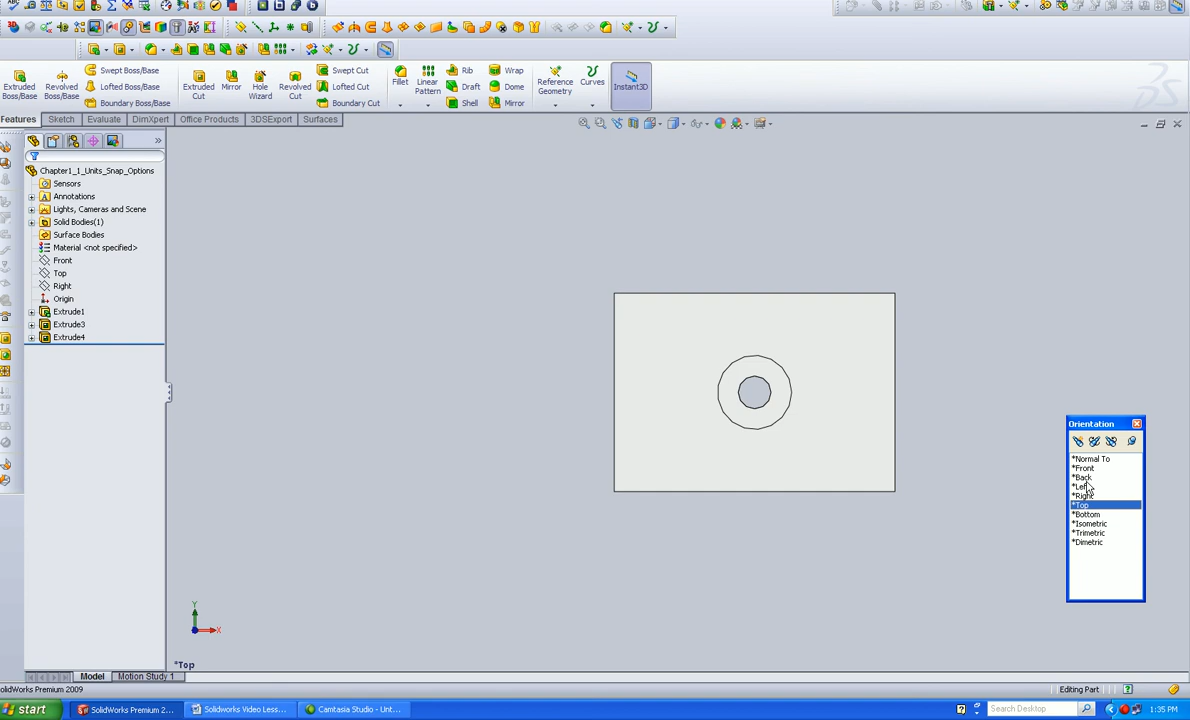 Extruded Boss/Base
Revolved Boss/Base
Swept Boss/Base
Lofted Boss/Base
Boundary Boss/Base
Extruded Cut
Mirror
Hole Wizard
Revolved Cut
Swept Cut
Lofted Cut
Boundary Cut
Fillet
Linear Pattern
Rib
Draft
Shell
Wrap
Dome
Mirror
Reference Geometry
Curves
Instant3D
Features
Sketch
Evaluate
DimXpert
Office Products
3DSExport
Surfaces
Chapter1_1_Units_Snap_Options
Sensors
Annotations
Lights, Cameras and Scene
Solid Bodies(1)
Surface Bodies
Material <not specified>
Front
Top
Right
Origin
Extrude1
Extrude3
Extrude4
Orientation
*Normal To
*Front
*Back
*Left
*Right
*Top
*Bottom
*Isometric
*Trimetric
*Dimetric
Y
X
*Top
Model
Motion Study 1
olidWorks Premium 2009
Editing Part
start
SolidWorks Premium 2...
Solidworks Video Less...
Camtasia Studio - Unt...
Search Desktop
1:35 PM